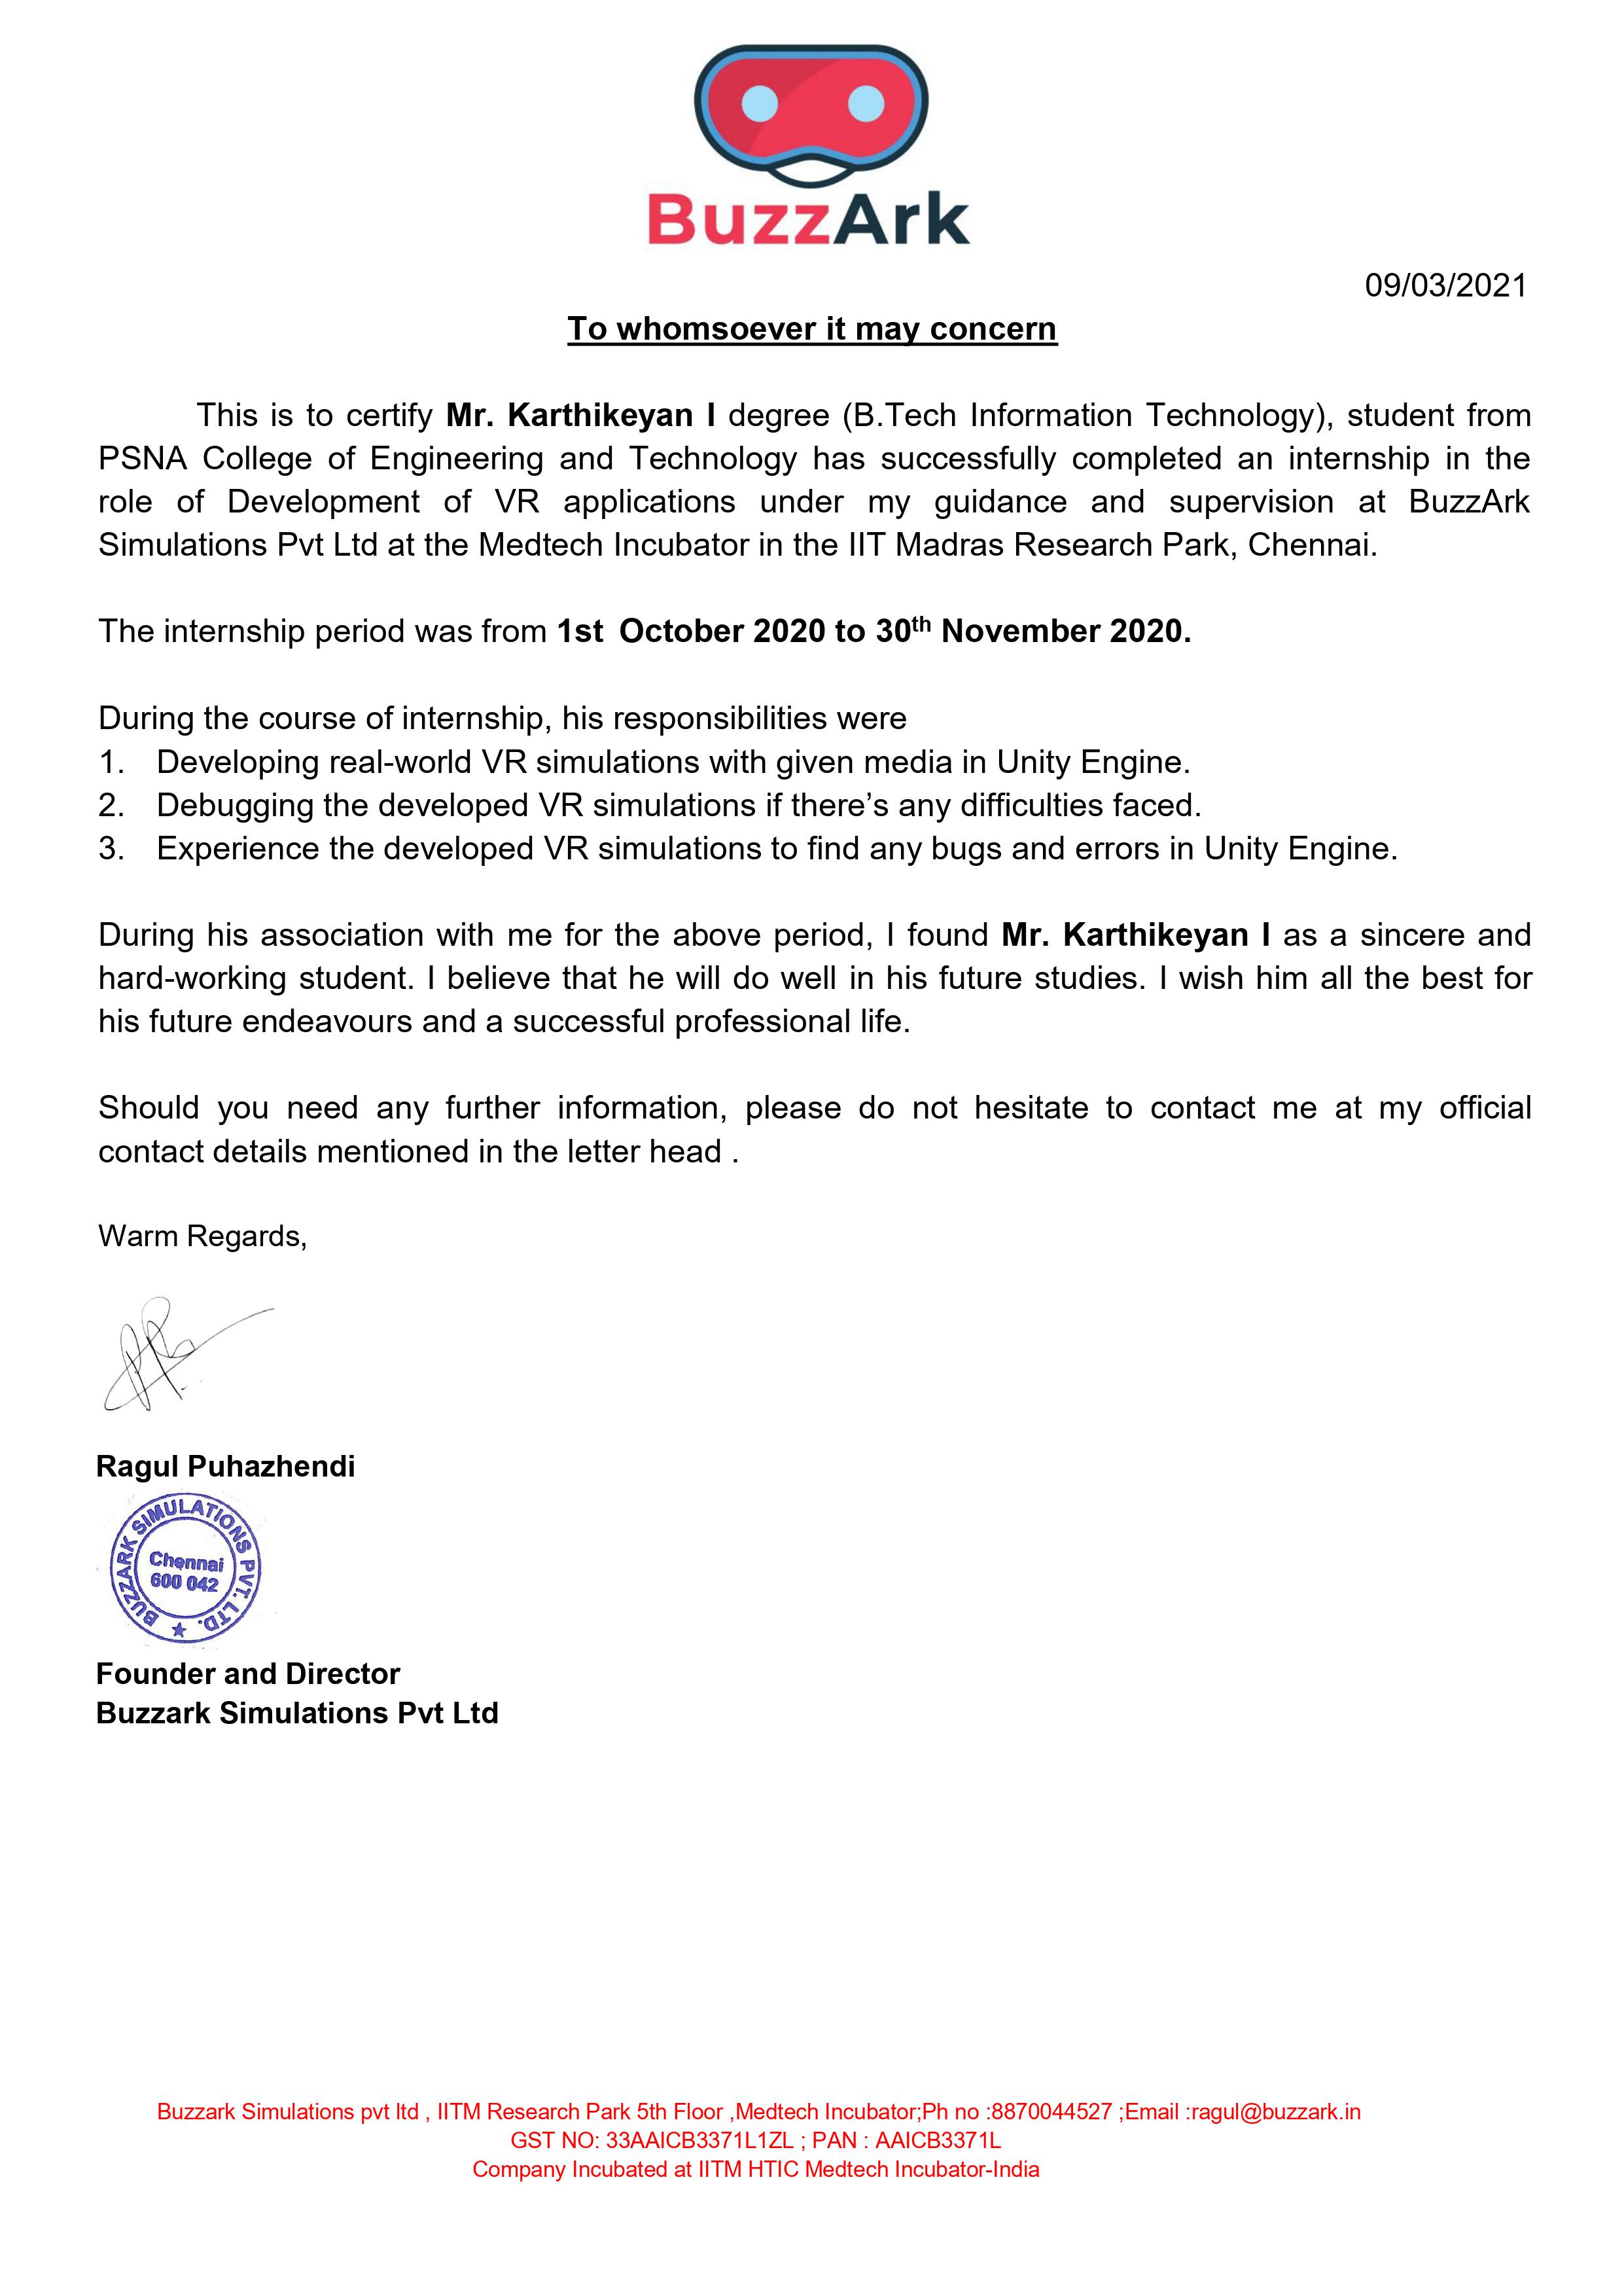 BuzzArk
09/03/2021
To whomsoever it may concern
This is to certify Mr. Karthikeyan I degree (B.Tech Information Technology), student from
PSNA College of Engineering and Technology has successfully completed an internship in the
role of Development of VR applications under my guidance and supervision at BuzzArk
Simulations Pvt Ltd at the Medtech Incubator in the IIT Madras Research Park, Chennai.
The internship period was from 1st October 2020 to 30th November 2020.
During the course of internship, his responsibilities were
1. Developing real-world VR simulations with given media in Unity Engine.
2. Debugging the developed VR simulations if there’s any difficulties faced.
3. Experience the developed VR simulations to find any bugs and errors in Unity Engine.
During his association with me for the above period, I found Mr. Karthikeyan I as a sincere and
hard-working student. I believe that he will do well in his future studies. I wish him all the best for
his future endeavours and a successful professional life.
Should you need any further information, please do not hesitate to contact me at my official
contact details mentioned in the letter head .
Warm Regards,
Ragul Puhazhendi
BUZZARK SIMULATIONS PVT. LTD.
Chennai
600 042
Founder and Director
Buzzark Simulations Pvt Ltd
Buzzark Simulations pvt ltd , IITM Research Park 5th Floor ,Medtech Incubator;Ph no :8870044527 ;Email :ragul@buzzark.in
GST NO: 33AAICB3371L1ZL ; PAN : AAICB3371L
Company Incubated at IITM HTIC Medtech Incubator-India